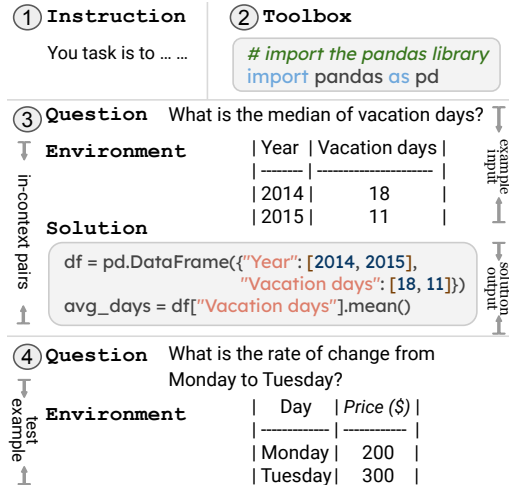 1 Instruction
You task is to … …
2 Toolbox
# import the pandas library
import pandas as pd
3 Question What is the median of vacation days?
Environment
| Year | Vacation days |
|--------| ---------------------- |
| 2014 | 18 |
| 2015 | 11 |
example
input
in-context pairs
Solution
df = pd.DataFrame({"Year": [2014, 2015],
"Vacation days": [18, 11]})
avg_days = df["Vacation days"].mean()
solution
output
4 Question What is the rate of change from
Monday to Tuesday?
test
example
Environment
| Day | Price ($) |
|-------------| ------------ |
| Monday | 200 |
| Tuesday | 300 |